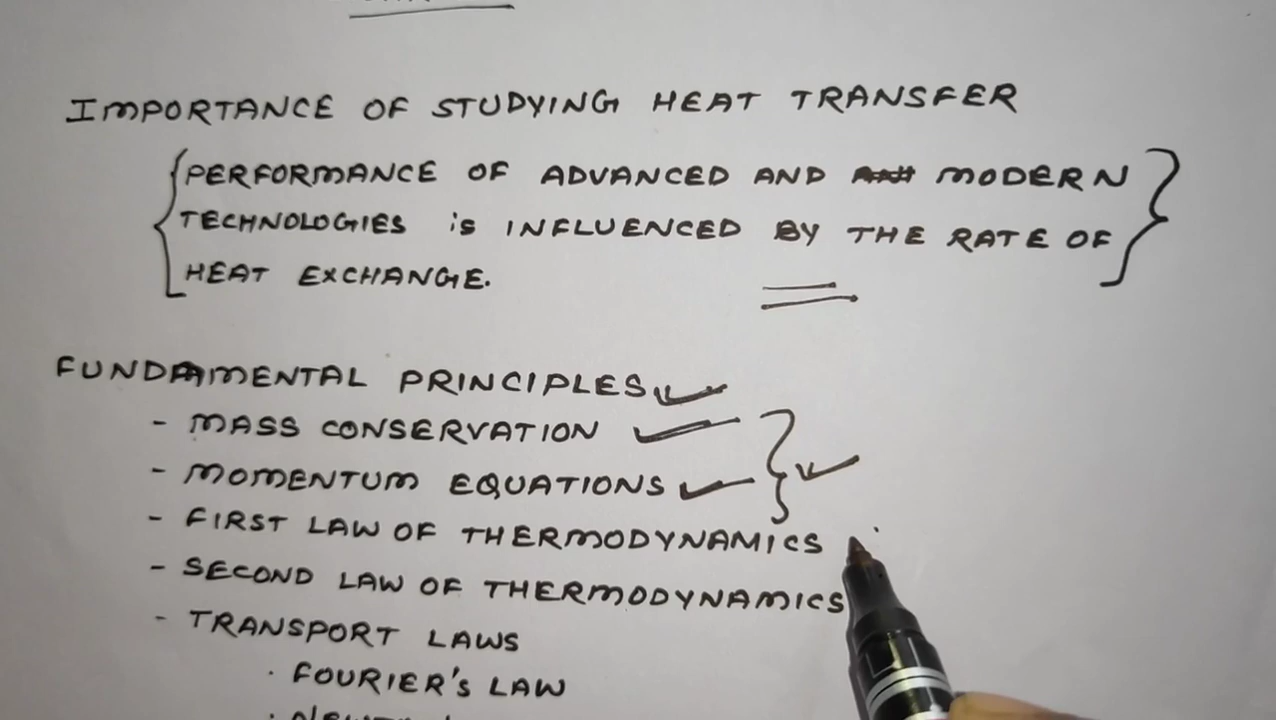 IMPORTANCE OF STUDYING HEAT TRANSFER
PERFORMANCE OF ADVANCED AND MODERN
TECHNOLOGIES is INFLUENCED BY THE RATE OF
HEAT EXCHANGE.
FUNDAMENTAL PRINCIPLES
- MASS CONSERVATION
- MOMENTUM EQUATIONS
- FIRST LAW OF THERMODYNAMICS
- SECOND LAW OF THERMODYNAMICS
- TRANSPORT LAWS
· FOURIER'S LAW